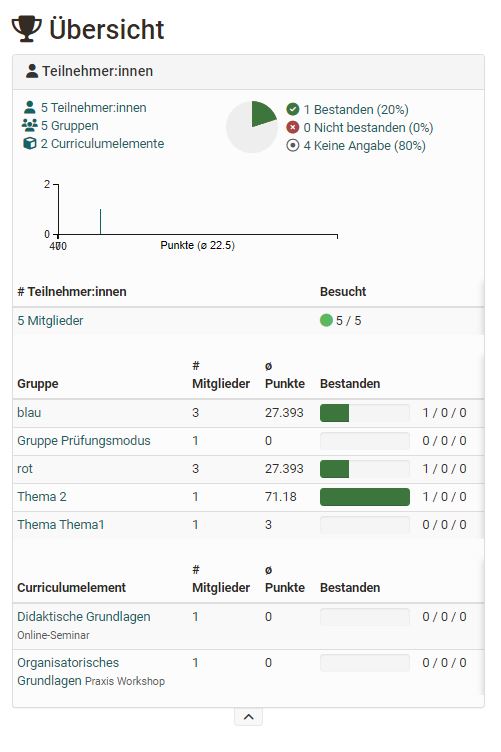 Übersicht
Teilnehmer:innen
5 Teilnehmer:innen
5 Gruppen
2 Curriculumelemente
1 Bestanden (20%)
0 Nicht bestanden (0%)
4 Keine Angabe (80%)
2
0
Punkte (ø 22.5)
# Teilnehmer:innen Besucht
5 Mitglieder 5 / 5
# ø
Gruppe Mitglieder Punkte Bestanden
blau 3 27.393 1 / 0 / 0
Gruppe Prüfungsmodus 1 0 0 / 0 / 0
rot 3 27.393 1 / 0 / 0
Thema 2 1 71.18 1 / 0 / 0
Thema Thema1 1 3 0 / 0 / 0
# ø
Curriculumelement Mitglieder Punkte Bestanden
Didaktische Grundlagen 1 0 0 / 0 / 0
Online-Seminar
Organisatorisches 1 0 0 / 0 / 0
Grundlagen Praxis Workshop